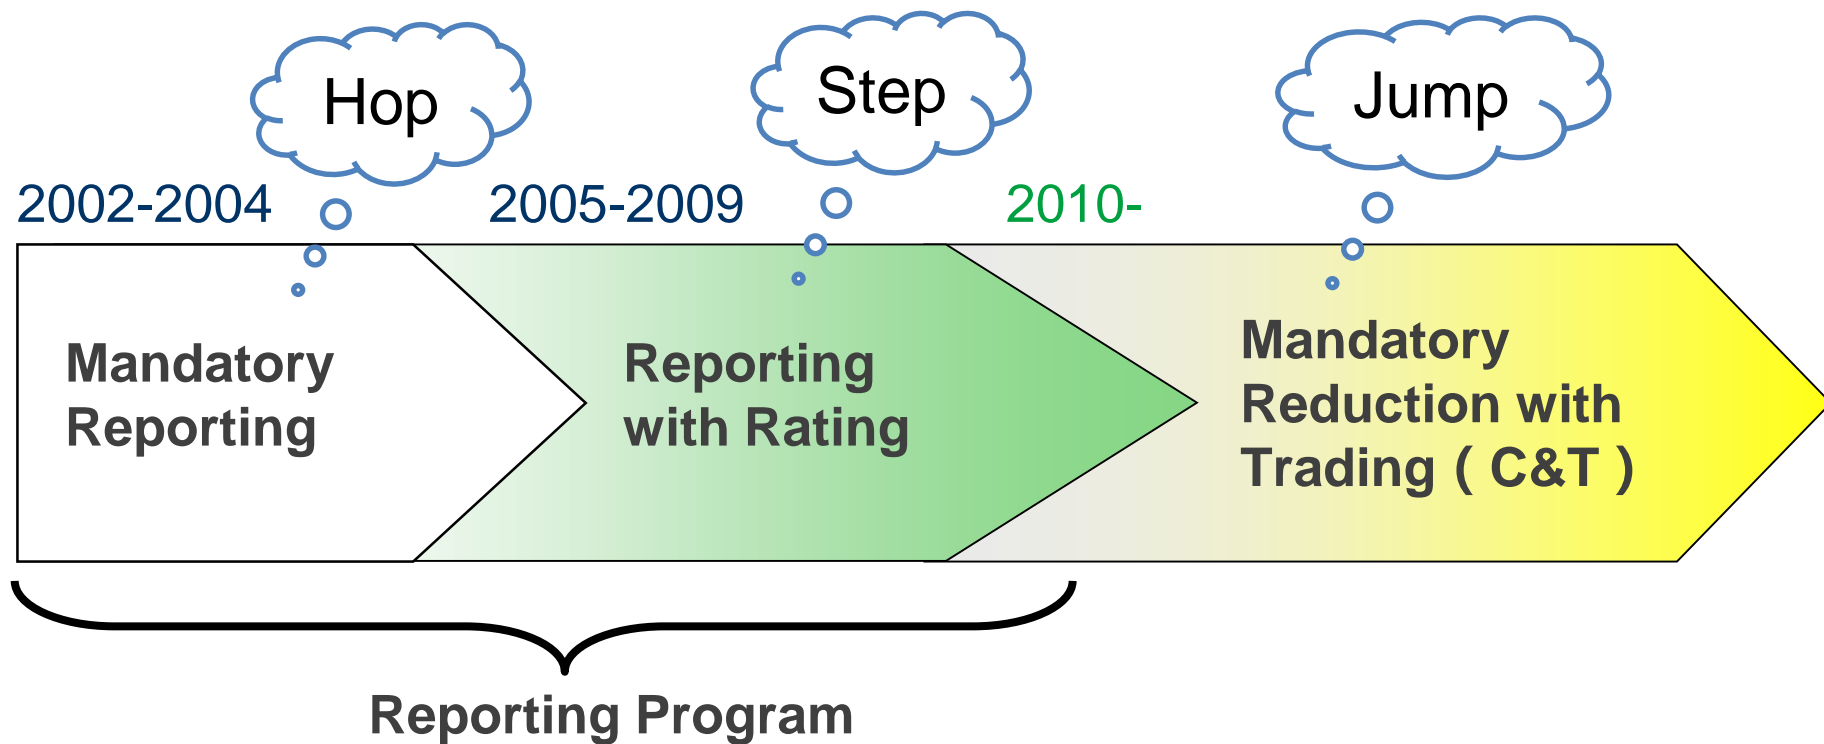 Hop
Step
Jump
2002-2004
2005-2009
2010-
Mandatory
Reporting
Reporting
with Rating
Mandatory
Reduction with
Trading ( C&T )
Reporting Program